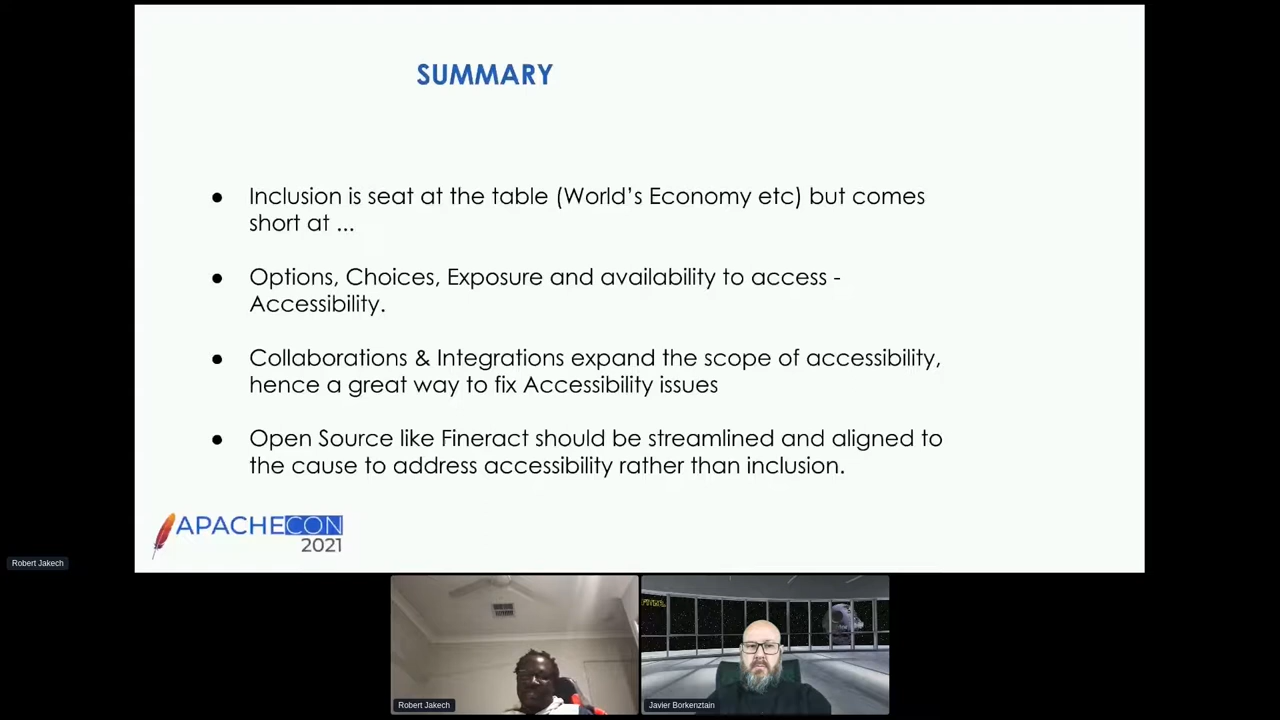 SUMMARY
● Inclusion is seat at the table (World's Economy etc) but comes
short at ...
● Options, Choices, Exposure and availability to access -
Accessibility.
● Collaborations & Integrations expand the scope of accessibility,
hence a great way to fix Accessibility issues
● Open Source like Fineract should be streamlined and aligned to
the cause to address accessibility rather than inclusion.
APACHECON
2021
Robert Jakech
Robert Jakech
Javier Borkenztain